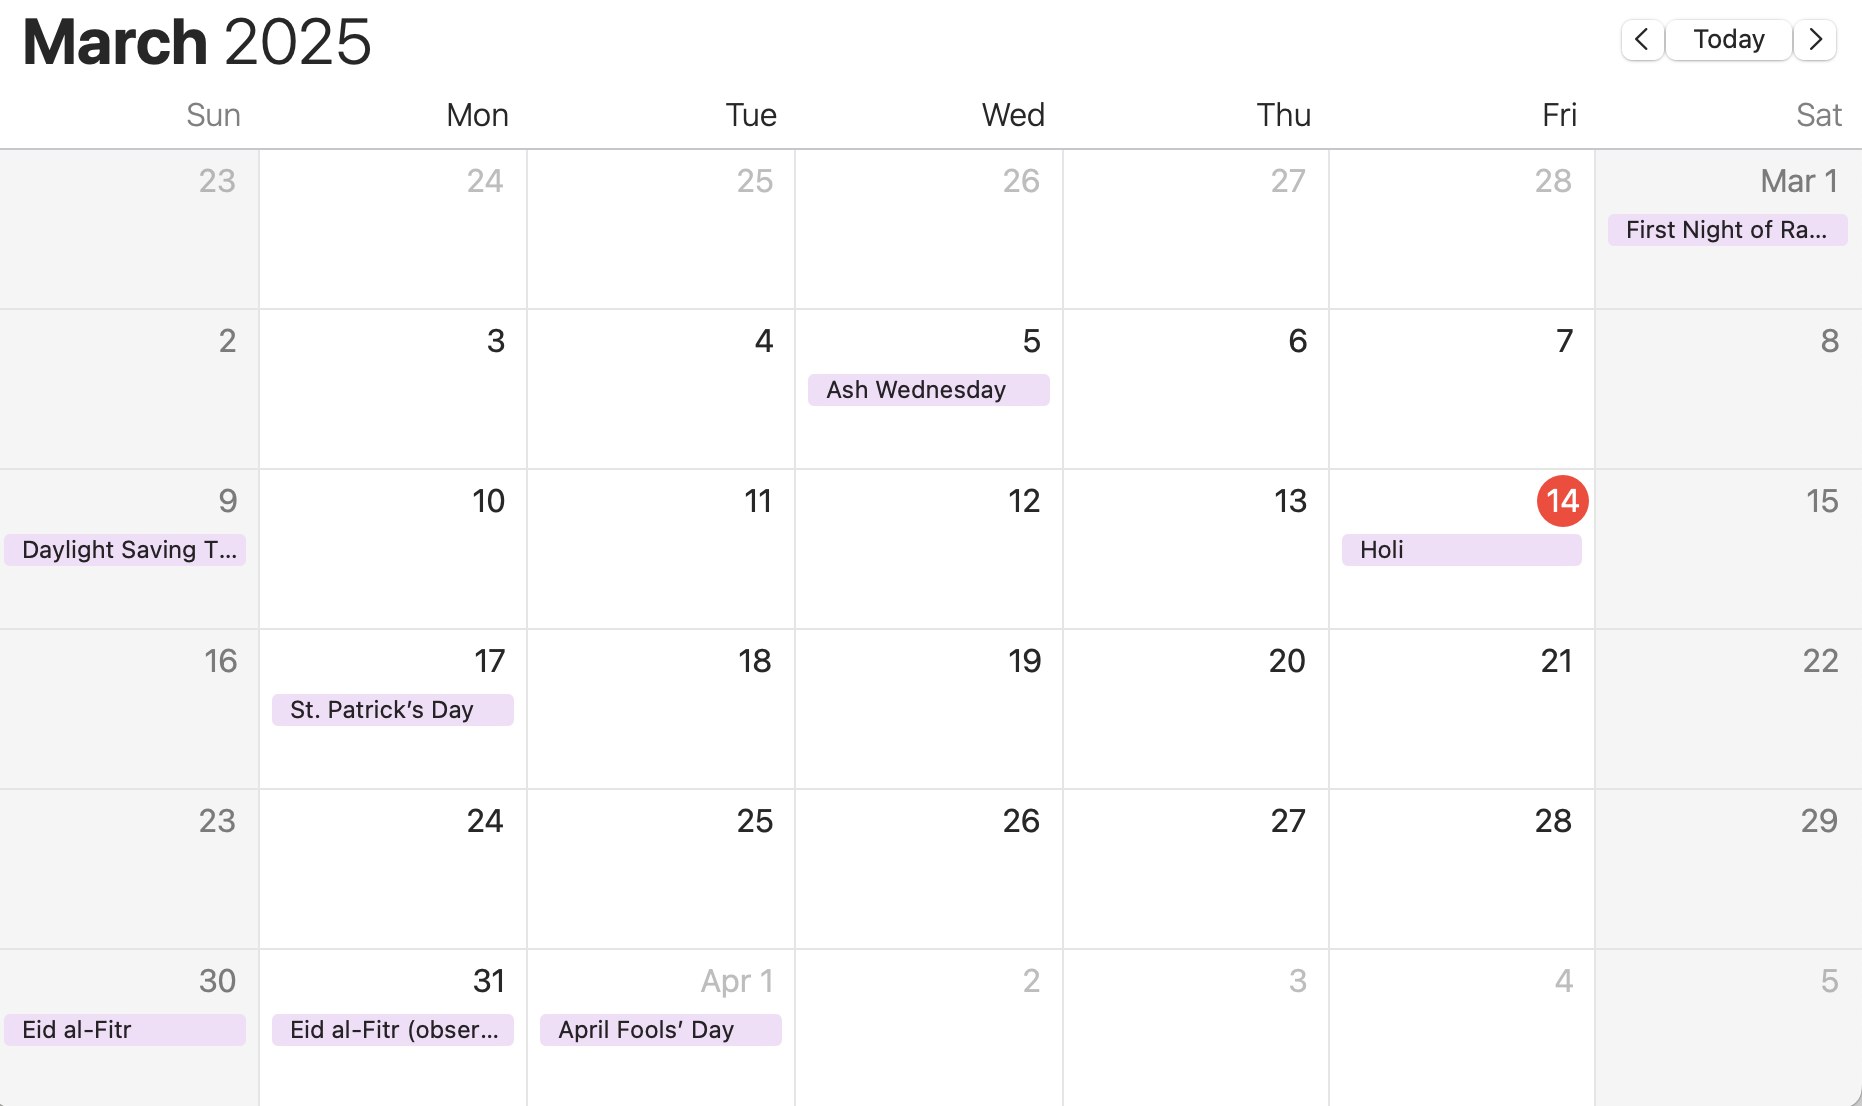 March 2025
Today
Sun Mon Tue Wed Thu Fri Sat
23 24 25 26 27 28 Mar 1
First Night of Ra...
2 3 4 5 6 7 8
Ash Wednesday
9 10 11 12 13 14 15
Daylight Saving T... Holi
16 17 18 19 20 21 22
St. Patrick’s Day
23 24 25 26 27 28 29
30 31 Apr 1 2 3 4 5
Eid al-Fitr Eid al-Fitr (obser... April Fools’ Day